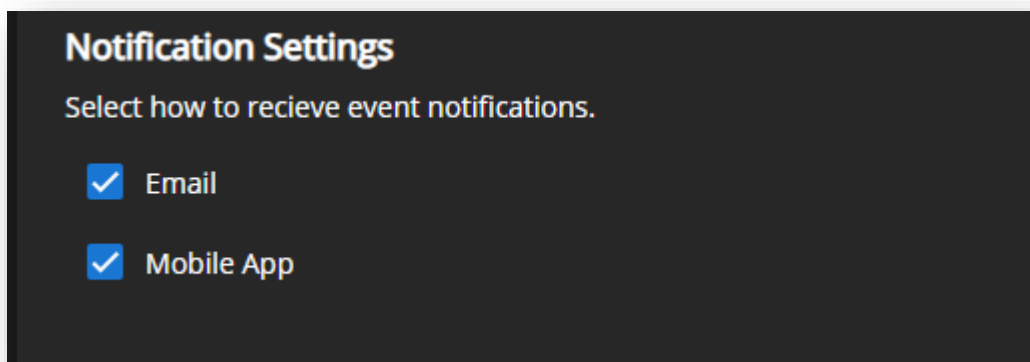 Notification Settings
Select how to recieve event notifications.
Email
Mobile App